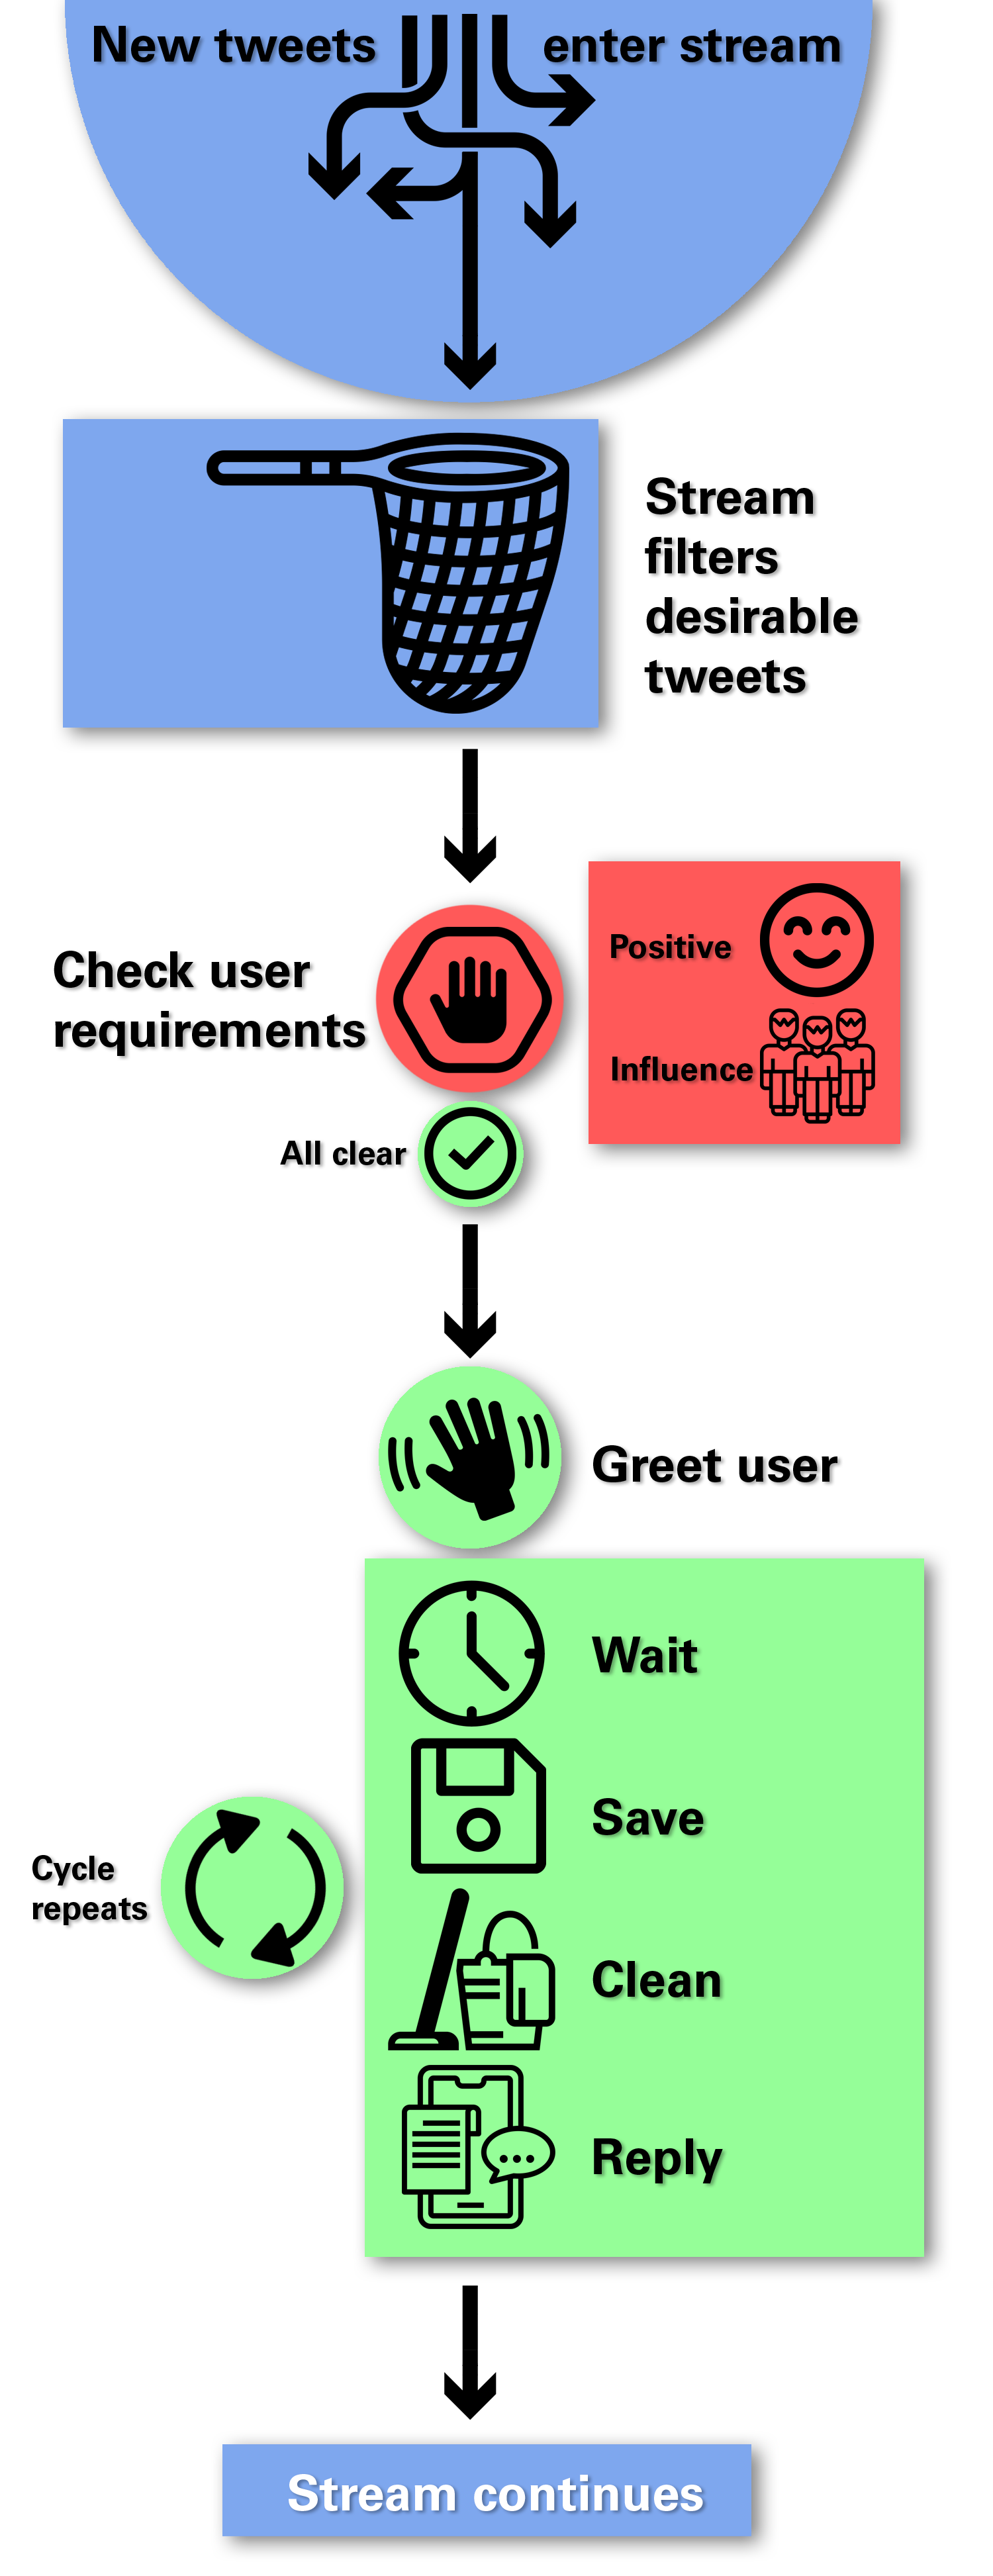 New tweets enter stream
Stream
filters
desirable
tweets
Check user
requirements
Positive
Influence
All clear
Greet user
Wait
Save
Cycle
repeats
Clean
Reply
Stream continues